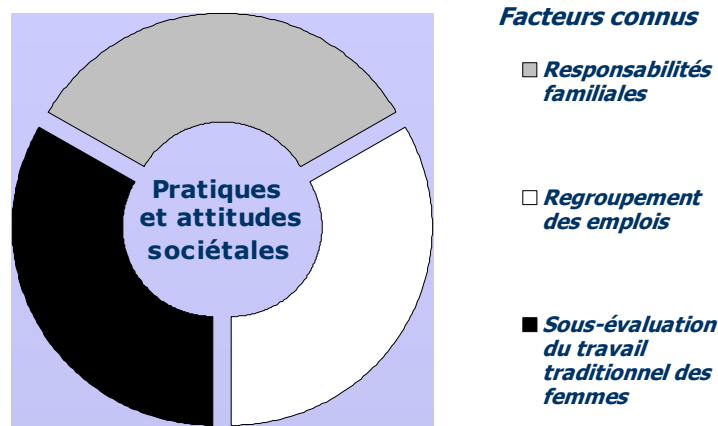 Facteurs connus
Responsabilités
familiales
Pratiques
et attitudes
sociétales
Regroupement
des emplois
Sous-évaluation
du travail
traditionnel des
femmes